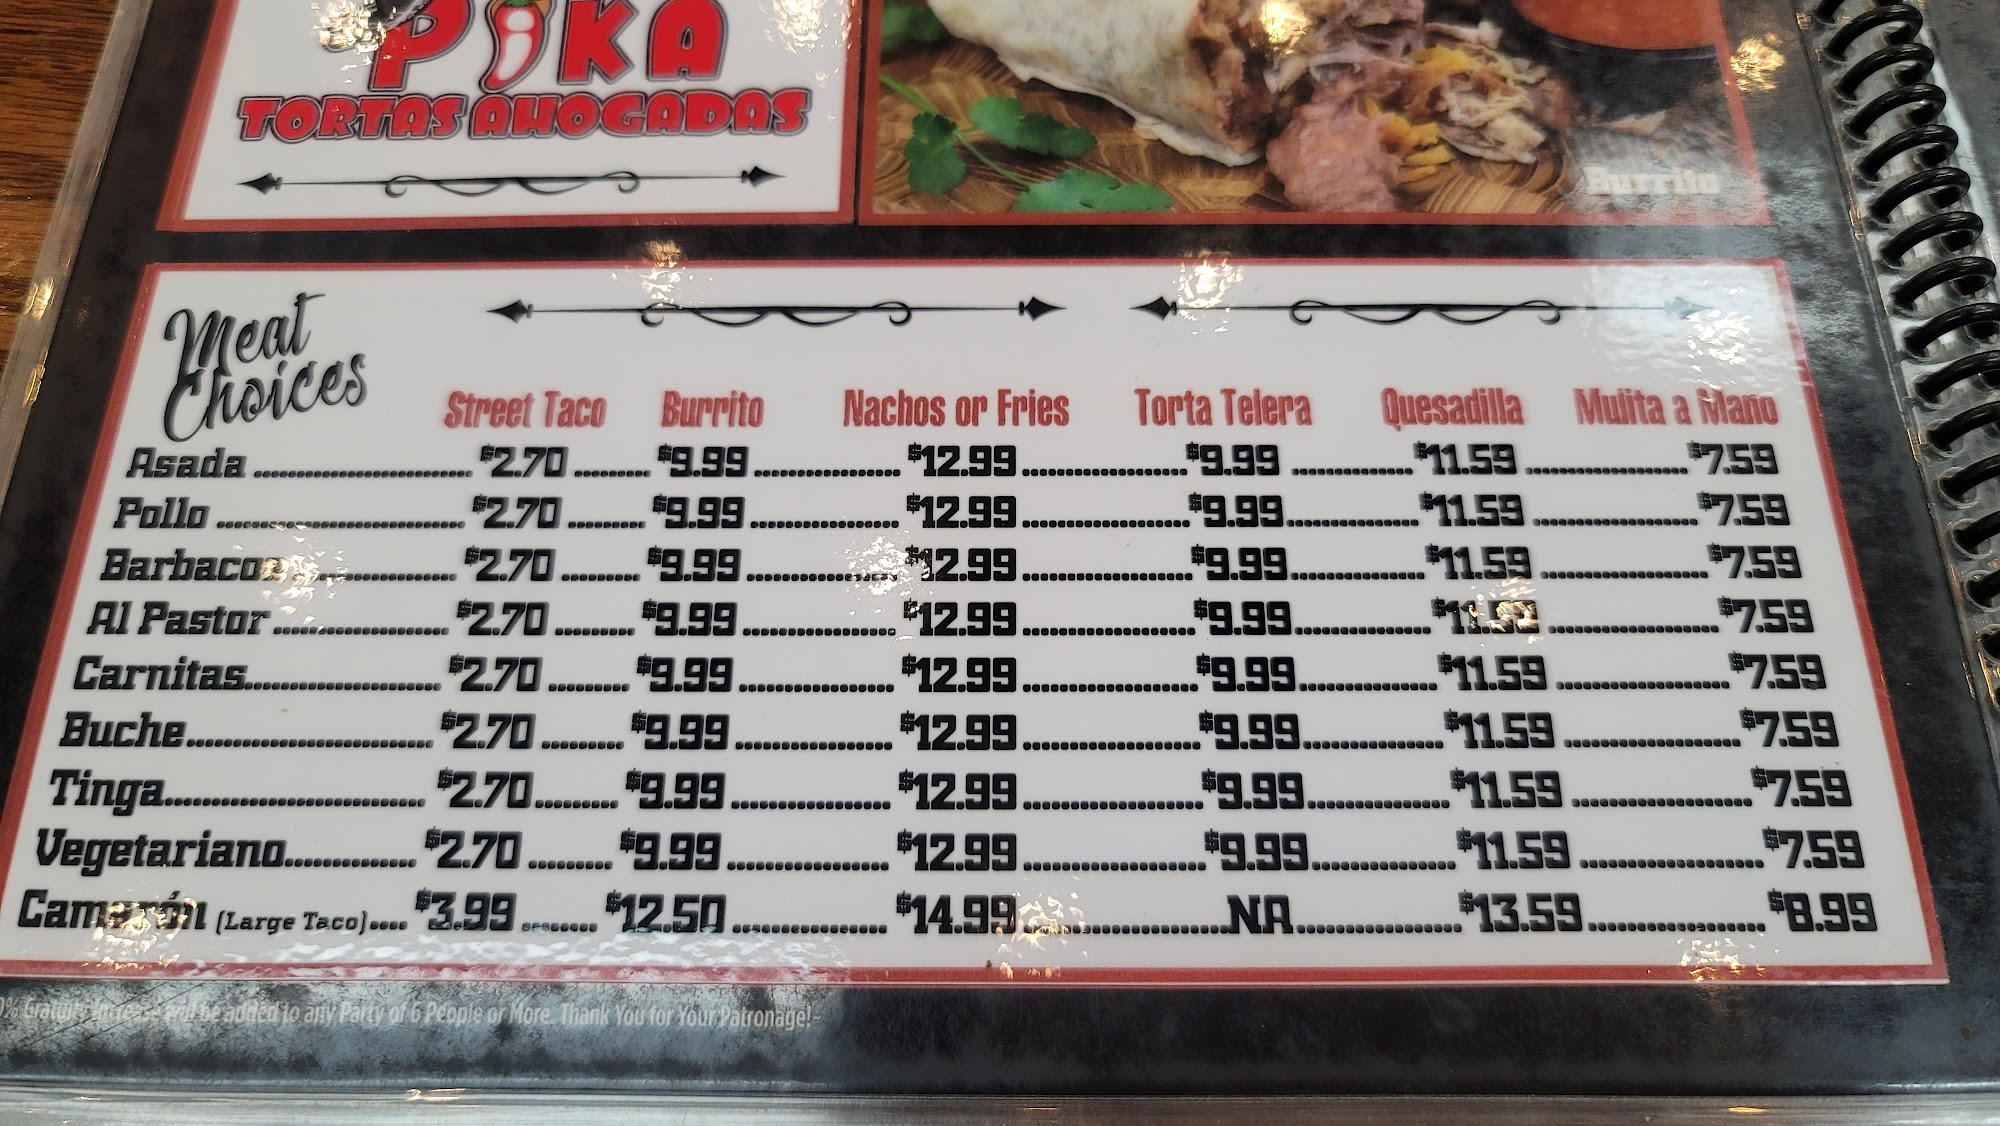 PiKA
TORTAS AHOGADAS
Burrito
Meat
Choices
Street Taco Burrito Nachos or Fries Torta Telera Quesadilla Mulita a Mano
Asada $2.70 $9.99 $12.99 $9.99 $11.59 $7.59
Pollo $2.70 $9.99 $12.99 $9.99 $11.59 $7.59
Barbacoa $2.70 $9.99 $12.99 $9.99 $11.59 $7.59
Al Pastor $2.70 $9.99 $12.99 $9.99 $11.59 $7.59
Carnitas $2.70 $9.99 $12.99 $9.99 $11.59 $7.59
Buche $2.70 $9.99 $12.99 $9.99 $11.59 $7.59
Tinga $2.70 $9.99 $12.99 $9.99 $11.59 $7.59
Vegetariano $2.70 $9.99 $12.99 $9.99 $11.59 $7.59
Camarón (Large Taco) $3.99 $12.50 $14.99 NA $13.59 $8.99
Gratuity Increase will be added to any Party of 6 People or More. Thank You for Your Patronage!~